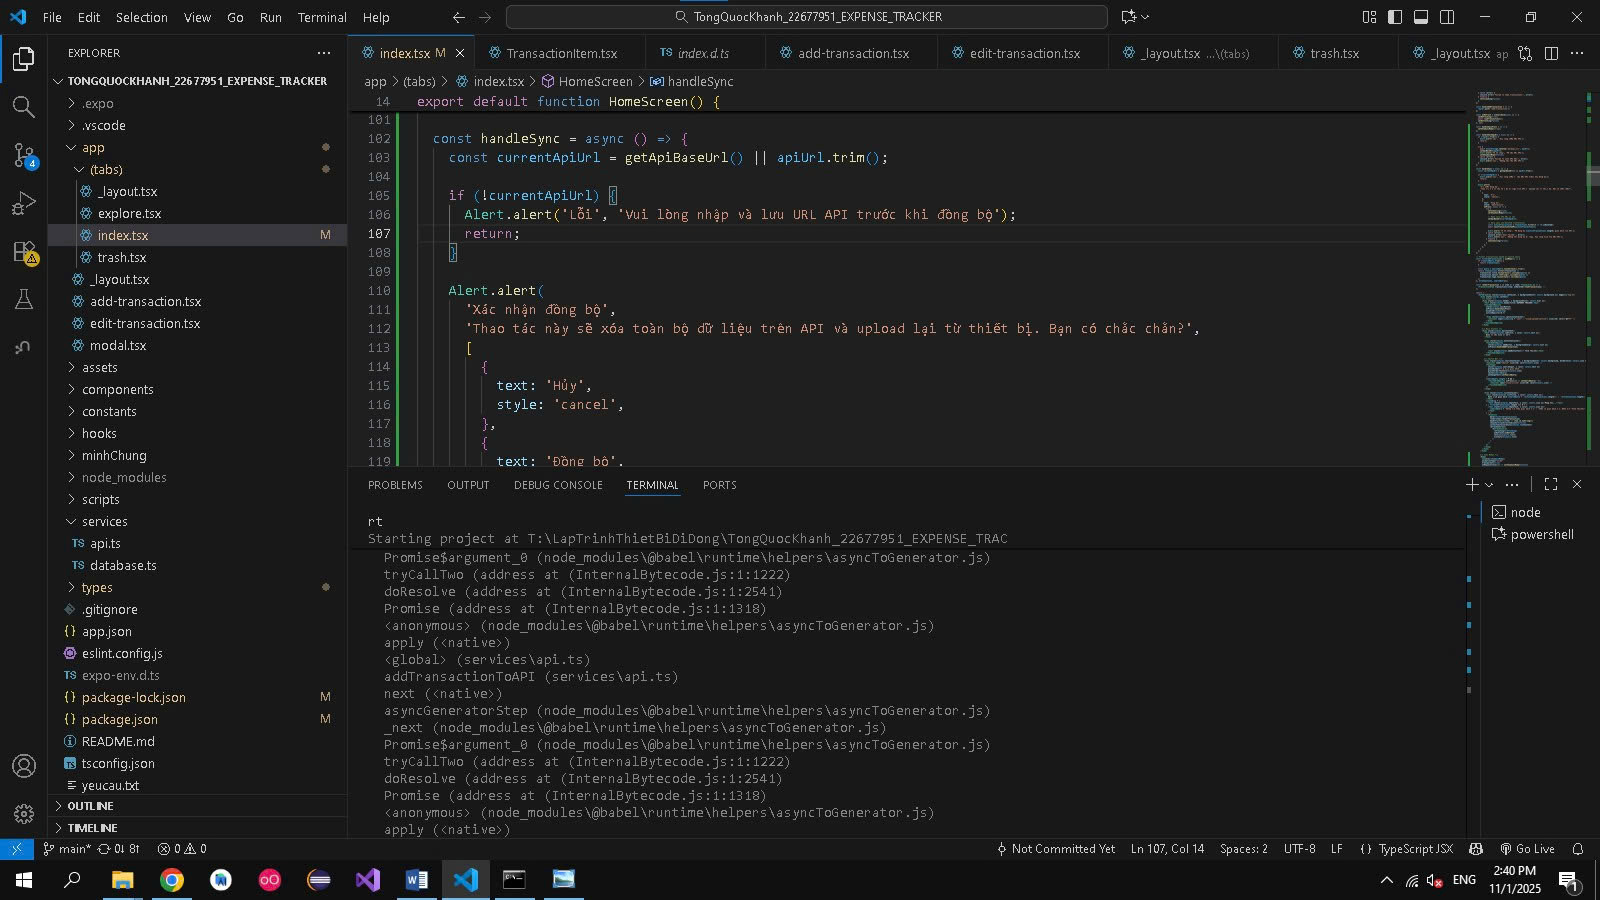 File Edit Selection View Go Run Terminal Help
TongQuocKhanh_22677951_EXPENSE_TRACKER
EXPLORER
TONGQUOCKHANH_22677951_EXPENSE_TRACKER
.expo
.vscode
app
(tabs)
_layout.tsx
explore.tsx
index.tsx M
trash.tsx
_layout.tsx
add-transaction.tsx
edit-transaction.tsx
modal.tsx
assets
components
constants
hooks
minhChung
node_modules
scripts
services
TS api.ts
TS database.ts
types
.gitignore
{} app.json
eslint.config.js
TS expo-env.d.ts
{} package-lock.json M
{} package.json M
README.md
TS tsconfig.json
yeucau.txt
OUTLINE
TIMELINE
4
index.tsx M TransactionItem.tsx TS index.d.ts add-transaction.tsx edit-transaction.tsx _layout.tsx ...\(tabs) trash.tsx _layout.tsx ap
app > (tabs) > index.tsx > HomeScreen > handleSync
14 export default function HomeScreen() {
101
102 const handleSync = async () => {
103 const currentApiUrl = getApiBaseUrl() || apiUrl.trim();
104
105 if (!currentApiUrl) {
106 Alert.alert('Lỗi', 'Vui lòng nhập và lưu URL API trước khi đồng bộ');
107 return;
108 }
109
110 Alert.alert(
111 'Xác nhận đồng bộ',
112 'Thao tác này sẽ xóa toàn bộ dữ liệu trên API và upload lại từ thiết bị. Bạn có chắc chắn?',
113 [
114 {
115 text: 'Hủy',
116 style: 'cancel',
117 },
118 {
119 text: 'Đồng bộ',
PROBLEMS OUTPUT DEBUG CONSOLE TERMINAL PORTS
node
powershell
rt
Starting project at T:\LapTrinhThietBiDiDong\TongQuocKhanh_22677951_EXPENSE_TRAC
Promise$argument_0 (node_modules\@babel\runtime\helpers\asyncToGenerator.js)
tryCallTwo (address at (InternalBytecode.js:1:1222)
doResolve (address at (InternalBytecode.js:1:2541)
Promise (address at (InternalBytecode.js:1:1318)
<anonymous> (node_modules\@babel\runtime\helpers\asyncToGenerator.js)
apply (<native>)
<global> (services\api.ts)
addTransactionToAPI (services\api.ts)
next (<native>)
asyncGeneratorStep (node_modules\@babel\runtime\helpers\asyncToGenerator.js)
_next (node_modules\@babel\runtime\helpers\asyncToGenerator.js)
Promise$argument_0 (node_modules\@babel\runtime\helpers\asyncToGenerator.js)
tryCallTwo (address at (InternalBytecode.js:1:1222)
doResolve (address at (InternalBytecode.js:1:2541)
Promise (address at (InternalBytecode.js:1:1318)
<anonymous> (node_modules\@babel\runtime\helpers\asyncToGenerator.js)
apply (<native>)
main* 0↓ 8↑ 0 0 Not Committed Yet Ln 107, Col 14 Spaces: 2 UTF-8 LF {} TypeScript JSX Go Live
ENG
2:40 PM
11/1/2025
1